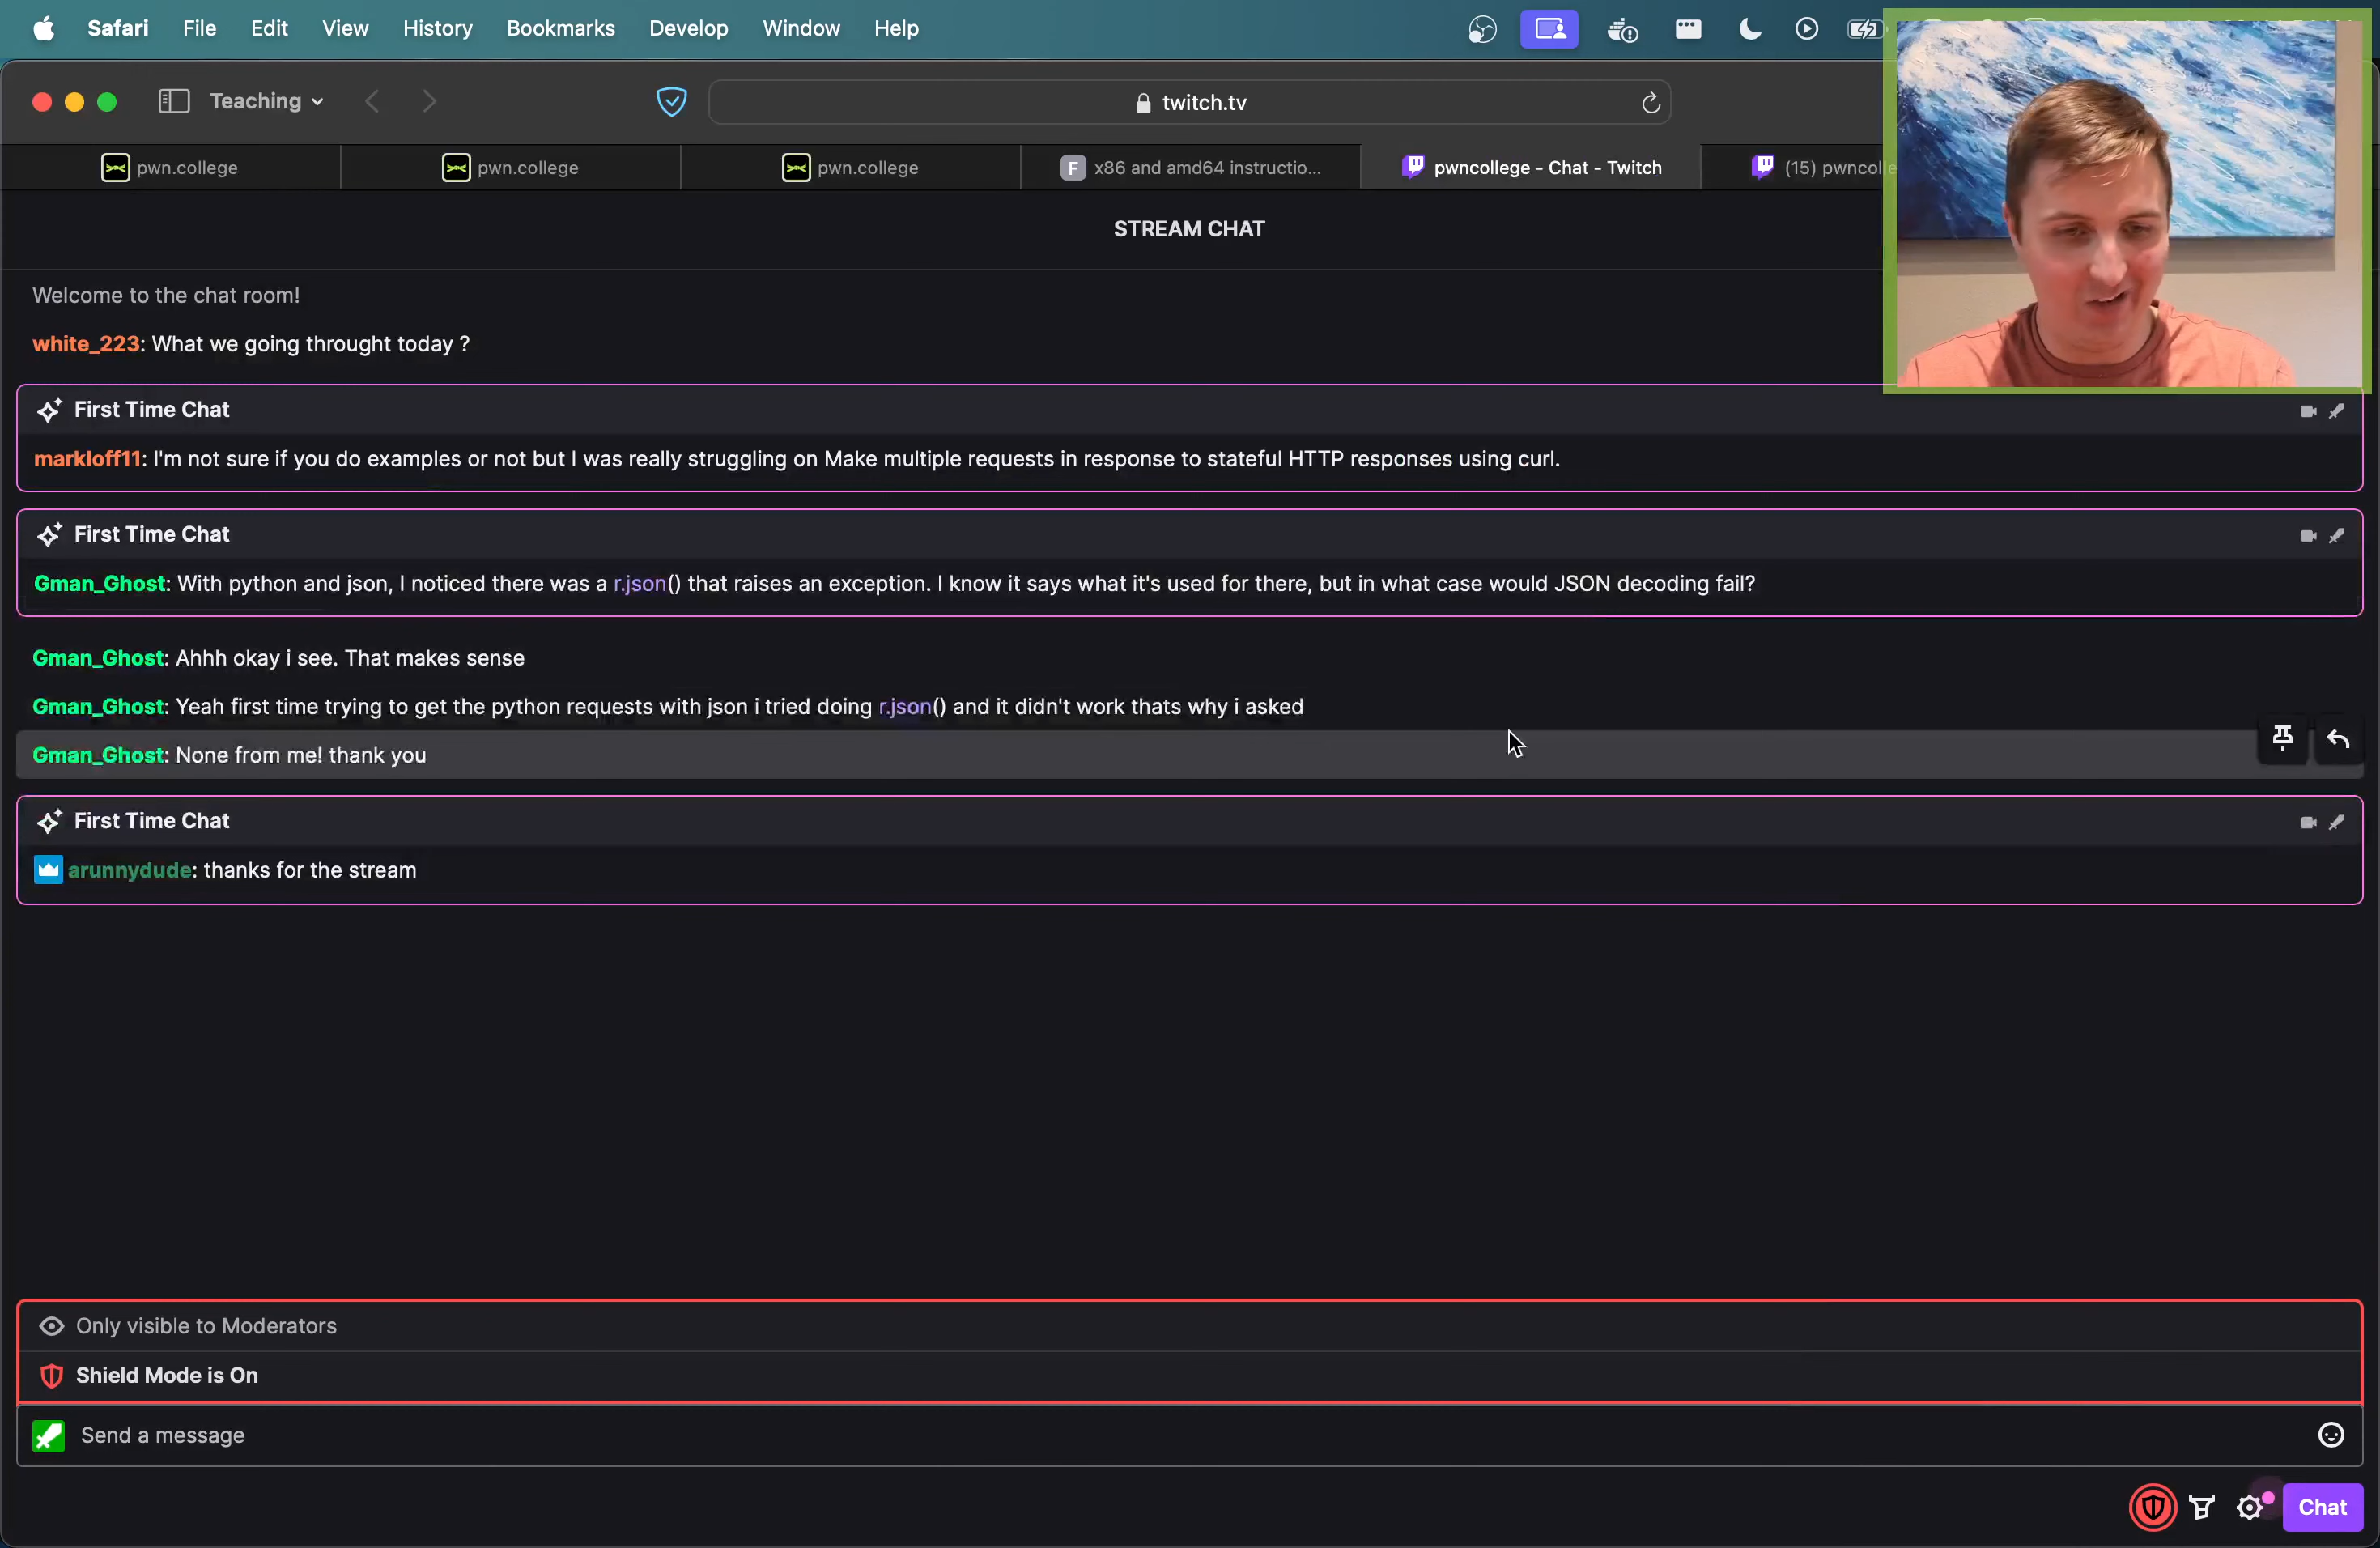 Safari File Edit View History Bookmarks Develop Window Help
Teaching
twitch.tv
pwn.college
pwn.college
pwn.college
F x86 and amd64 instructio...
pwncollege - Chat - Twitch
(15) pwncolle
STREAM CHAT
Welcome to the chat room!
white_223: What we going throught today ?
First Time Chat
markloff11: I'm not sure if you do examples or not but I was really struggling on Make multiple requests in response to stateful HTTP responses using curl.
First Time Chat
Gman_Ghost: With python and json, I noticed there was a r.json() that raises an exception. I know it says what it's used for there, but in what case would JSON decoding fail?
Gman_Ghost: Ahhh okay i see. That makes sense
Gman_Ghost: Yeah first time trying to get the python requests with json i tried doing r.json() and it didn't work thats why i asked
Gman_Ghost: None from me! thank you
First Time Chat
arunnydude: thanks for the stream
Only visible to Moderators
Shield Mode is On
Send a message
Chat